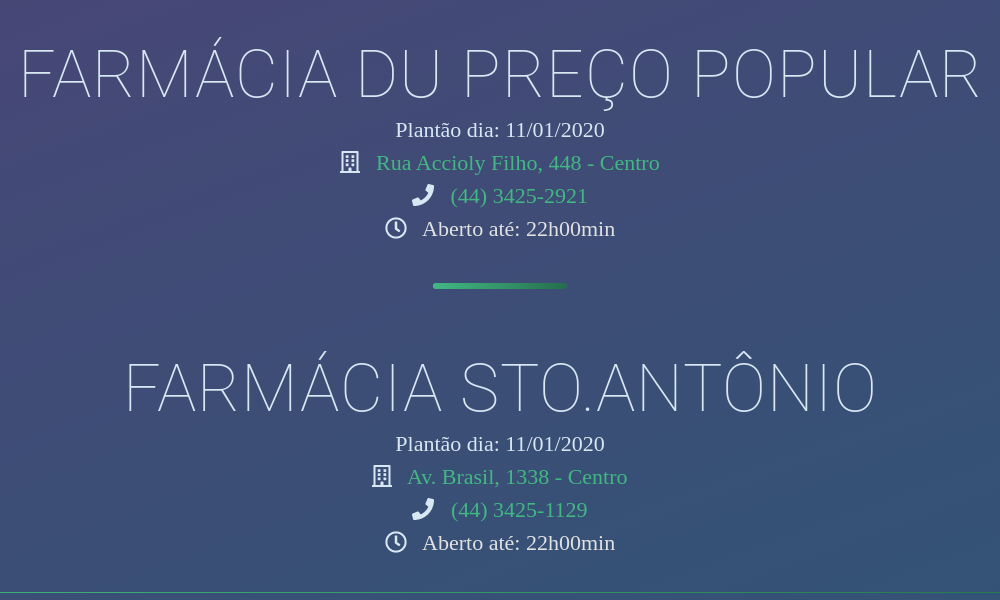 FARMÁCIA DU PREÇO POPULAR
Plantão dia: 11/01/2020
Rua Accioly Filho, 448 - Centro
(44) 3425-2921
Aberto até: 22h00min
FARMÁCIA STO.ANTÔNIO
Plantão dia: 11/01/2020
Av. Brasil, 1338 - Centro
(44) 3425-1129
Aberto até: 22h00min